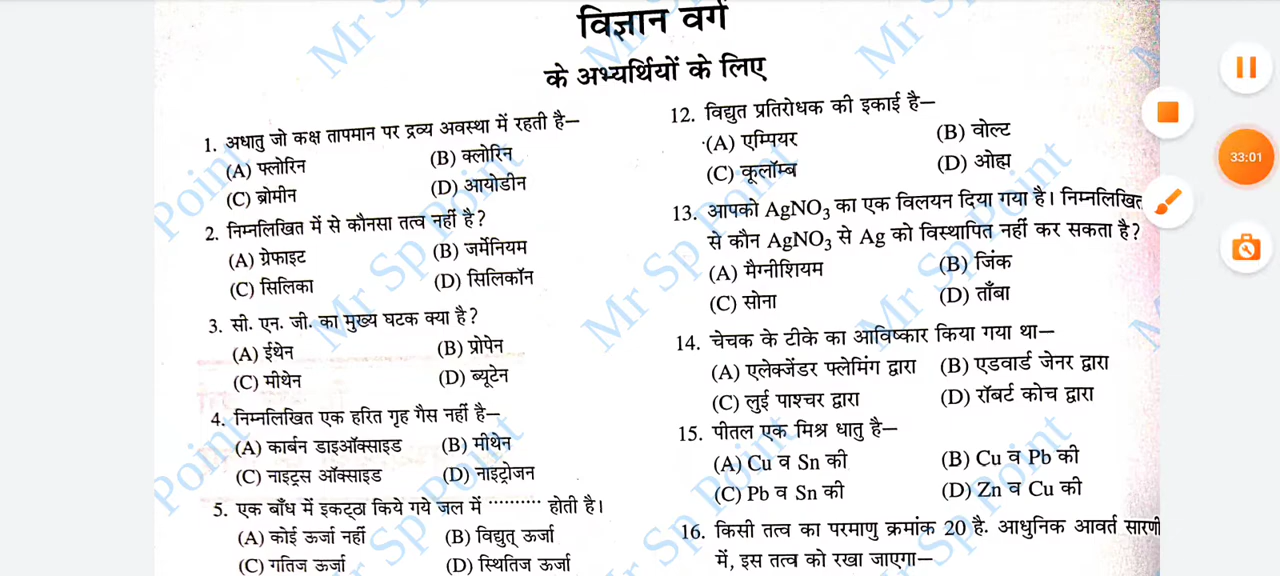 विज्ञान वर्ग
के अभ्यर्थियों के लिए
1. अधातु जो कक्ष तापमान पर द्रव्य अवस्था में रहती है—
(A) फ्लोरिन (B) क्लोरिन
(C) ब्रोमीन (D) आयोडीन
2. निम्नलिखित में से कौनसा तत्व नहीं है?
(A) ग्रेफाइट (B) जर्मेनियम
(C) सिलिका (D) सिलिकॉन
3. सी. एन. जी. का मुख्य घटक क्या है?
(A) ईथेन (B) प्रोपेन
(C) मीथेन (D) ब्यूटेन
4. निम्नलिखित एक हरित गृह गैस नहीं है—
(A) कार्बन डाइऑक्साइड (B) मीथेन
(C) नाइट्रस ऑक्साइड (D) नाइट्रोजन
5. एक बाँध में इकट्ठा किये गये जल में ·········· होती है।
(A) कोई ऊर्जा नहीं (B) विद्युत् ऊर्जा
(C) गतिज ऊर्जा (D) स्थितिज ऊर्जा
12. विद्युत प्रतिरोधक की इकाई है—
(A) एम्पियर (B) वोल्ट
(C) कूलॉम्ब (D) ओह्म
13. आपको AgNO₃ का एक विलयन दिया गया है। निम्नलिखित
से कौन AgNO₃ से Ag को विस्थापित नहीं कर सकता है?
(A) मैग्नीशियम (B) जिंक
(C) सोना (D) ताँबा
14. चेचक के टीके का आविष्कार किया गया था—
(A) एलेक्जेंडर फ्लेमिंग द्वारा (B) एडवार्ड जेनर द्वारा
(C) लुई पाश्चर द्वारा (D) रॉबर्ट कोच द्वारा
15. पीतल एक मिश्र धातु है—
(A) Cu व Sn की (B) Cu व Pb की
(C) Pb व Sn की (D) Zn व Cu की
16. किसी तत्व का परमाणु क्रमांक 20 है. आधुनिक आवर्त सारणी
में, इस तत्व को रखा जाएगा—
Mr Sp Point
33:01